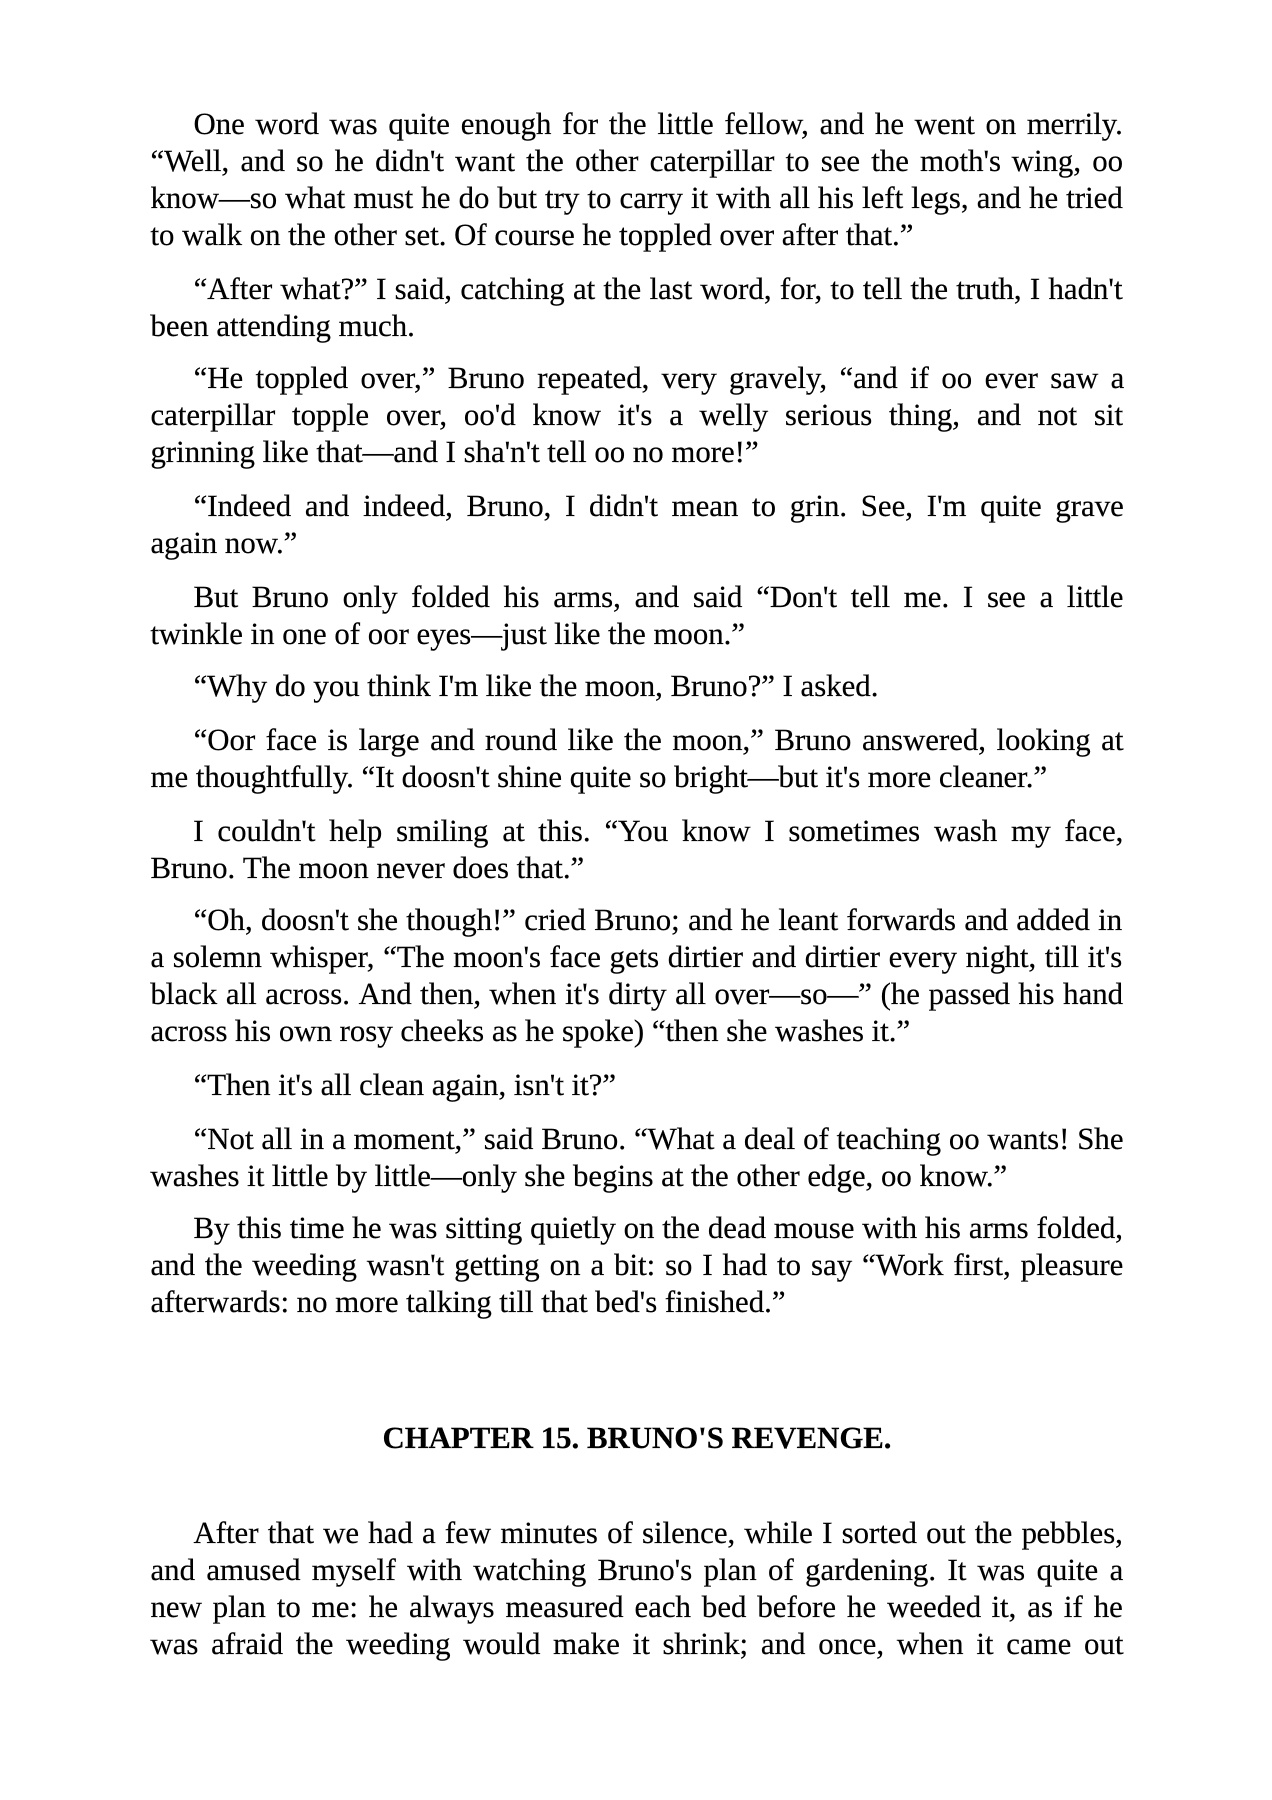 One word was quite enough for the little fellow, and he went on merrily.
“Well, and so he didn't want the other caterpillar to see the moth's wing, oo
know—so what must he do but try to carry it with all his left legs, and he tried
to walk on the other set. Of course he toppled over after that.”
“After what?” I said, catching at the last word, for, to tell the truth, I hadn't
been attending much.
“He toppled over,” Bruno repeated, very gravely, “and if oo ever saw a
caterpillar topple over, oo'd know it's a welly serious thing, and not sit
grinning like that—and I sha'n't tell oo no more!”
“Indeed and indeed, Bruno, I didn't mean to grin. See, I'm quite grave
again now.”
But Bruno only folded his arms, and said “Don't tell me. I see a little
twinkle in one of oor eyes—just like the moon.”
“Why do you think I'm like the moon, Bruno?” I asked.
“Oor face is large and round like the moon,” Bruno answered, looking at
me thoughtfully. “It doosn't shine quite so bright—but it's more cleaner.”
I couldn't help smiling at this. “You know I sometimes wash my face,
Bruno. The moon never does that.”
“Oh, doosn't she though!” cried Bruno; and he leant forwards and added in
a solemn whisper, “The moon's face gets dirtier and dirtier every night, till it's
black all across. And then, when it's dirty all over—so—” (he passed his hand
across his own rosy cheeks as he spoke) “then she washes it.”
“Then it's all clean again, isn't it?”
“Not all in a moment,” said Bruno. “What a deal of teaching oo wants! She
washes it little by little—only she begins at the other edge, oo know.”
By this time he was sitting quietly on the dead mouse with his arms folded,
and the weeding wasn't getting on a bit: so I had to say “Work first, pleasure
afterwards: no more talking till that bed's finished.”
CHAPTER 15. BRUNO'S REVENGE.
After that we had a few minutes of silence, while I sorted out the pebbles,
and amused myself with watching Bruno's plan of gardening. It was quite a
new plan to me: he always measured each bed before he weeded it, as if he
was afraid the weeding would make it shrink; and once, when it came out